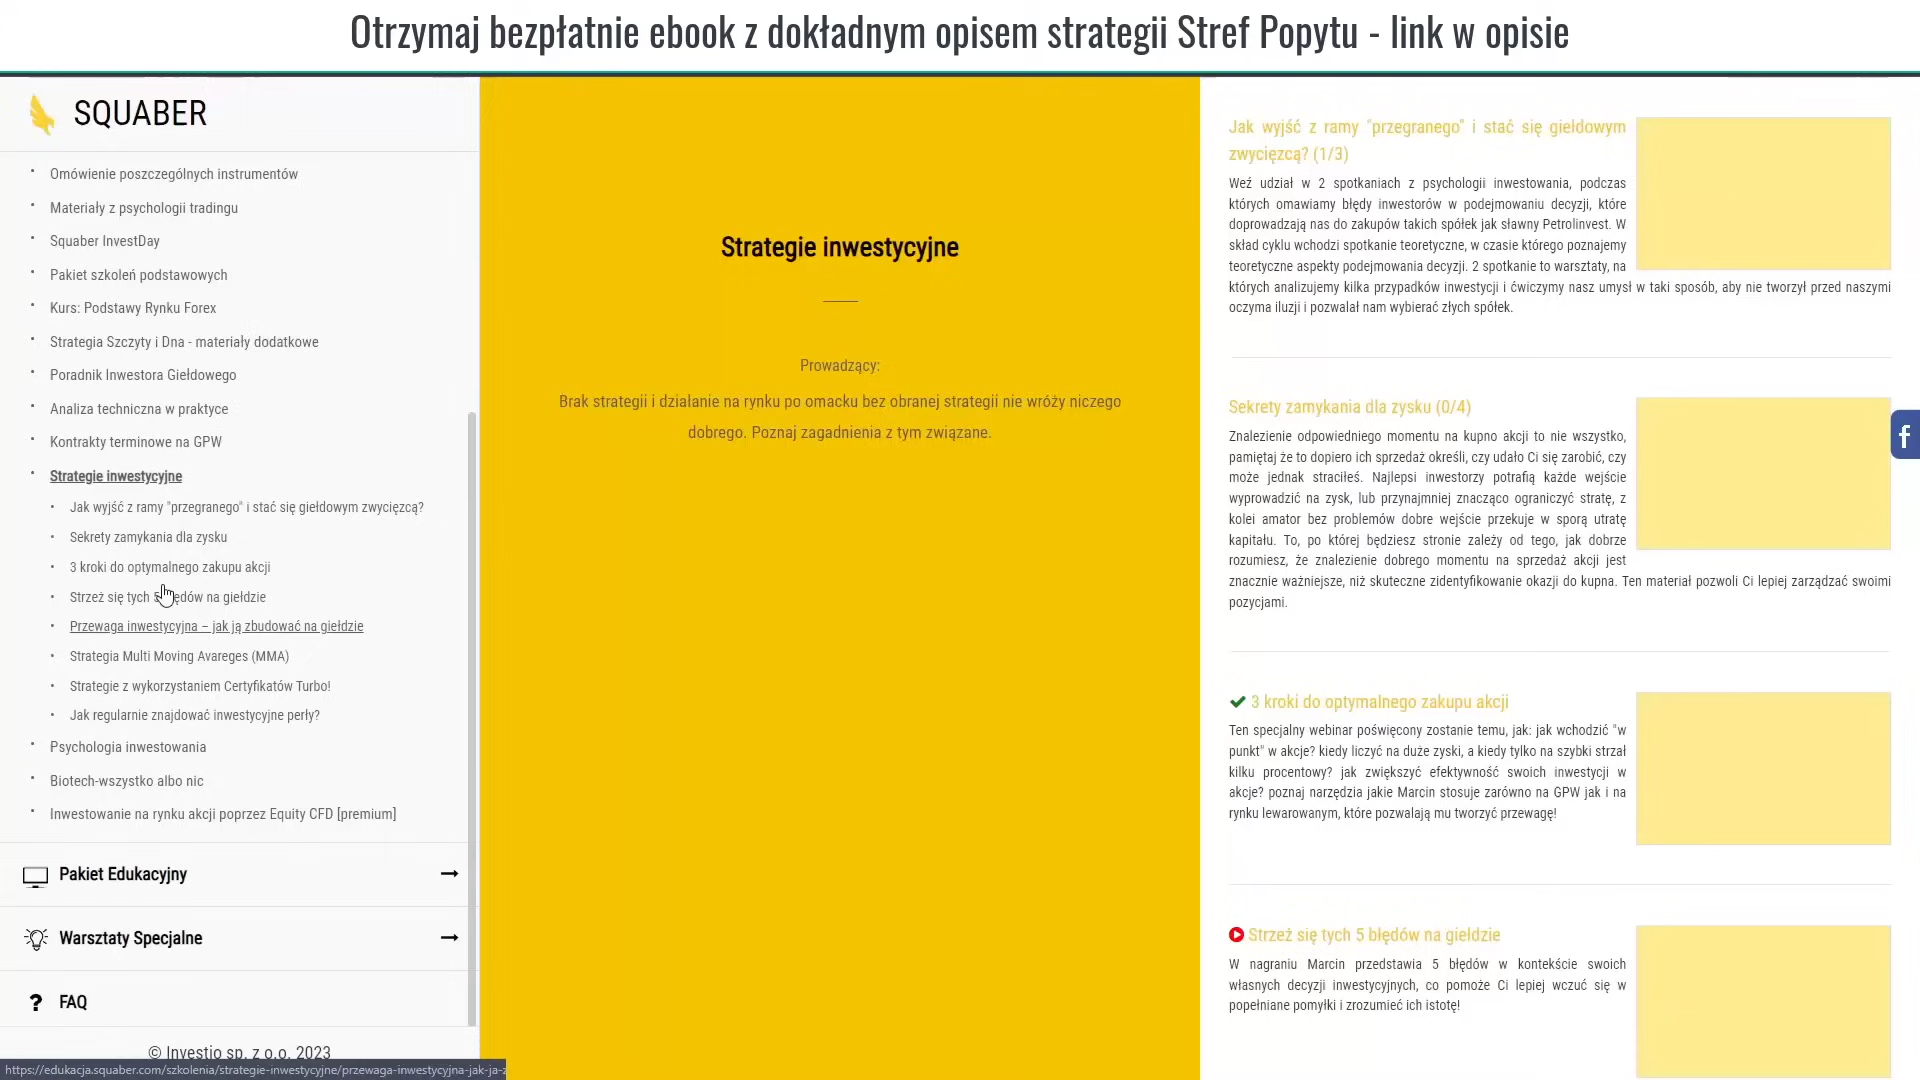 Otrzymaj bezpłatnie ebook z dokładnym opisem strategii Stref Popytu - link w opisie
SQUABER
Omówienie poszczególnych instrumentów
Materiały z psychologii tradingu
Squaber InvestDay
Pakiet szkoleń podstawowych
Kurs: Podstawy Rynku Forex
Strategia Szczyty i Dna - materiały dodatkowe
Poradnik Inwestora Giełdowego
Analiza techniczna w praktyce
Kontrakty terminowe na GPW
Strategie inwestycyjne
Jak wyjść z ramy "przegranego" i stać się giełdowym zwycięzcą?
Sekrety zamykania dla zysku
3 kroki do optymalnego zakupu akcji
Strzeż się tych 5 błędów na giełdzie
Przewaga inwestycyjna – jak ją zbudować na giełdzie
Strategia Multi Moving Avareges (MMA)
Strategie z wykorzystaniem Certyfikatów Turbo!
Jak regularnie znajdować inwestycyjne perły?
Psychologia inwestowania
Biotech-wszystko albo nic
Inwestowanie na rynku akcji poprzez Equity CFD [premium]
Pakiet Edukacyjny
Warsztaty Specjalne
FAQ
© Investio sp. z o.o. 2023
https://edukacja.squaber.com/szkolenia/strategie-inwestycyjne/przewaga-inwestycyjna-jak-ja-z
Strategie inwestycyjne
Prowadzący:
Brak strategii i działanie na rynku po omacku bez obranej strategii nie wróży niczego
dobrego. Poznaj zagadnienia z tym związane.
Jak wyjść z ramy "przegranego" i stać się giełdowym
zwycięzcą? (1/3)
Weź udział w 2 spotkaniach z psychologii inwestowania, podczas
których omawiamy błędy inwestorów w podejmowaniu decyzji, które
doprowadzają nas do zakupów takich spółek jak sławny Petrolinvest. W
skład cyklu wchodzi spotkanie teoretyczne, w czasie którego poznajemy
teoretyczne aspekty podejmowania decyzji. 2 spotkanie to warsztaty, na
których analizujemy kilka przypadków inwestycji i ćwiczymy nasz umysł w taki sposób, aby nie tworzył przed naszymi
oczyma iluzji i pozwalał nam wybierać złych spółek.
Sekrety zamykania dla zysku (0/4)
Znalezienie odpowiedniego momentu na kupno akcji to nie wszystko,
pamiętaj że to dopiero ich sprzedaż określi, czy udało Ci się zarobić, czy
może jednak straciłeś. Najlepsi inwestorzy potrafią każde wejście
wyprowadzić na zysk, lub przynajmniej znacząco ograniczyć stratę, z
kolei amator bez problemów dobre wejście przekuje w sporą utratę
kapitału. To, po której będziesz stronie zależy od tego, jak dobrze
rozumiesz, że znalezienie dobrego momentu na sprzedaż akcji jest
znacznie ważniejsze, niż skuteczne zidentyfikowanie okazji do kupna. Ten materiał pozwoli Ci lepiej zarządzać swoimi
pozycjami.
3 kroki do optymalnego zakupu akcji
Ten specjalny webinar poświęcony zostanie temu, jak: jak wchodzić "w
punkt" w akcje? kiedy liczyć na duże zyski, a kiedy tylko na szybki strzał
kilku procentowy? jak zwiększyć efektywność swoich inwestycji w
akcje? poznaj narzędzia jakie Marcin stosuje zarówno na GPW jak i na
rynku lewarowanym, które pozwalają mu tworzyć przewagę!
Strzeż się tych 5 błędów na giełdzie
W nagraniu Marcin przedstawia 5 błędów w kontekście swoich
własnych decyzji inwestycyjnych, co pomoże Ci lepiej wczuć się w
popełniane pomyłki i zrozumieć ich istotę!